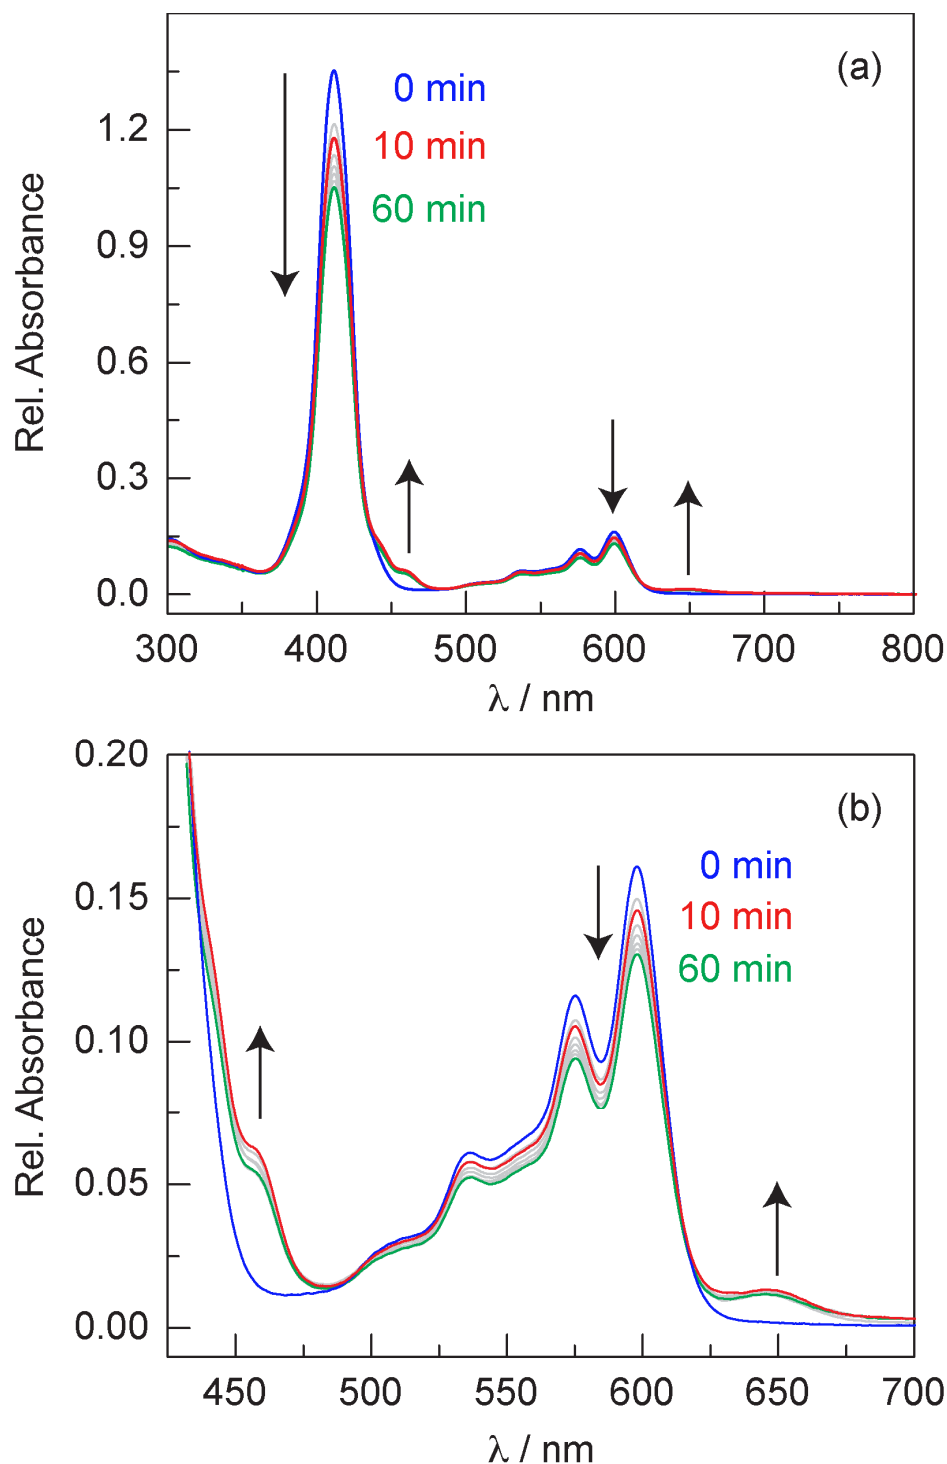 (a)
0 min
10 min
60 min
Rel. Absorbance
1.2
0.9
0.6
0.3
0.0
300 400 500 600 700 800
λ / nm
(b)
0 min
10 min
60 min
Rel. Absorbance
0.20
0.15
0.10
0.05
0.00
450 500 550 600 650 700
λ / nm